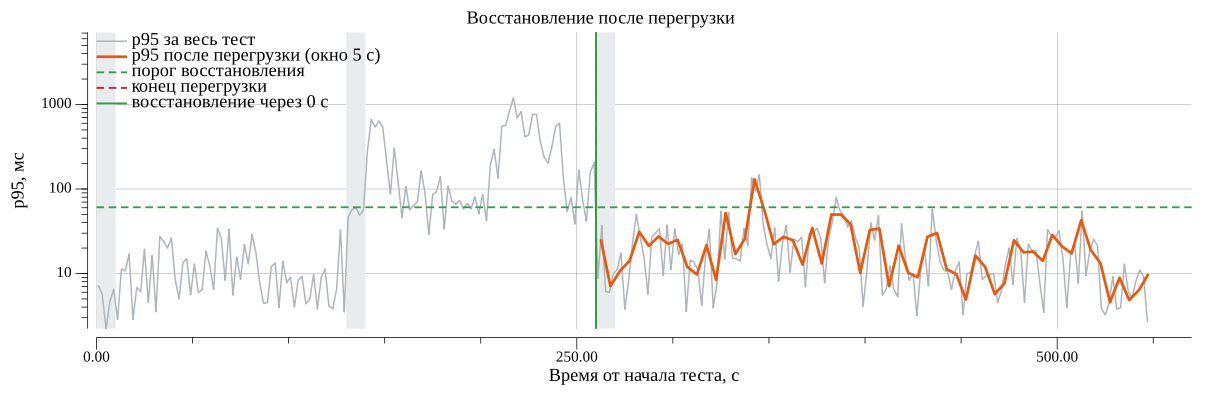 Восстановление после перегрузки
p95 за весь тест
p95 после перегрузки (окно 5 с)
порог восстановления
конец перегрузки
восстановление через 0 с
1000
100
10
p95, мс
0.00 250.00 500.00
Время от начала теста, с